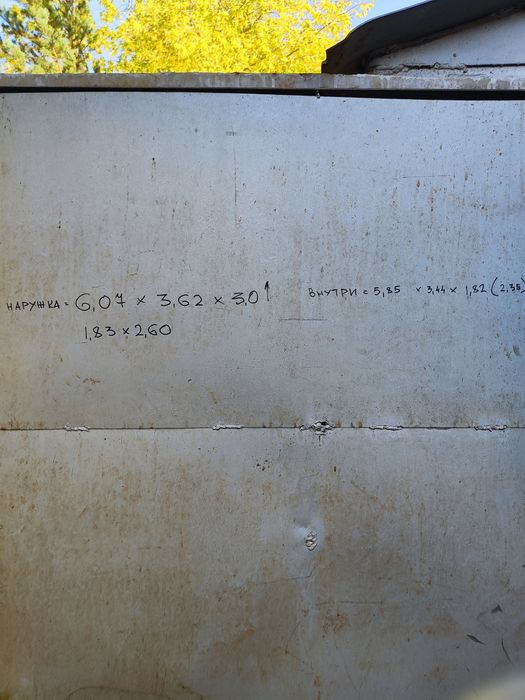 НАРУЖКА = 6,07 × 3,62 × 3,0↑
1,83 × 2,60
ВНУТРИ = 5,85 × 3,44 × 1,82 (2,35)